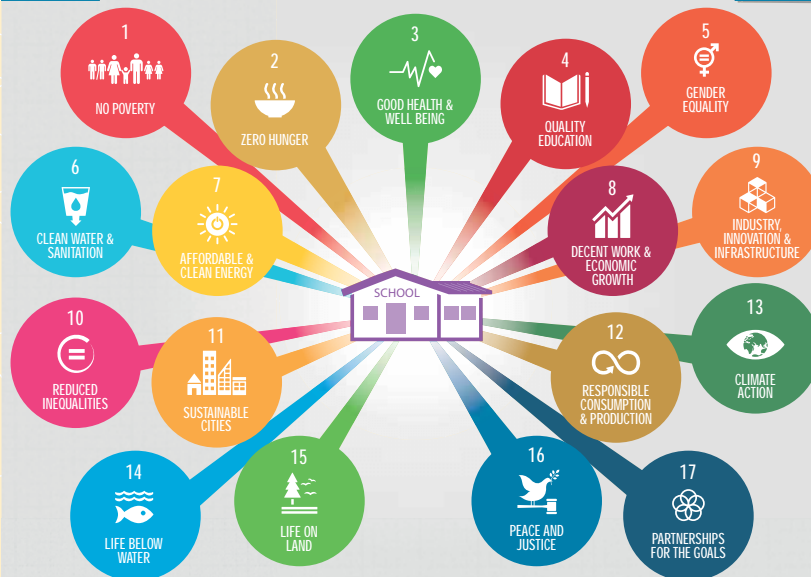 1
NO POVERTY
2
ZERO HUNGER
3
GOOD HEALTH &
WELL BEING
4
QUALITY
EDUCATION
5
GENDER
EQUALITY
6
CLEAN WATER &
SANITATION
7
AFFORDABLE &
CLEAN ENERGY
8
DECENT WORK &
ECONOMIC
GROWTH
9
INDUSTRY,
INNOVATION &
INFRASTRUCTURE
SCHOOL
10
REDUCED
INEQUALITIES
11
SUSTAINABLE
CITIES
12
RESPONSIBLE
CONSUMPTION
& PRODUCTION
13
CLIMATE
ACTION
14
LIFE BELOW
WATER
15
LIFE ON
LAND
16
PEACE AND
JUSTICE
17
PARTNERSHIPS
FOR THE GOALS